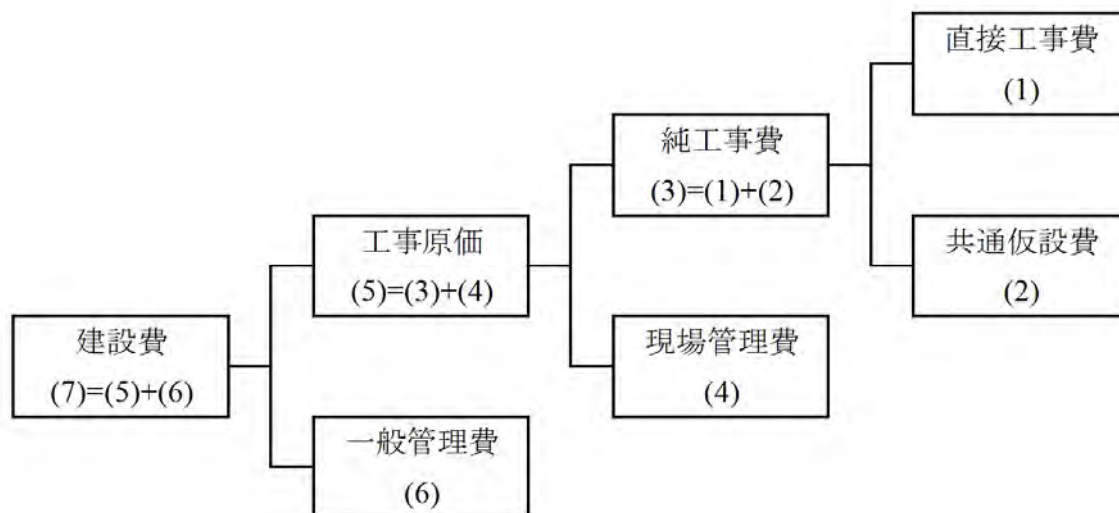 直接工事費
(1)
純工事費
(3)=(1)+(2)
工事原価
(5)=(3)+(4)
共通仮設費
(2)
建設費
(7)=(5)+(6)
現場管理費
(4)
一般管理費
(6)